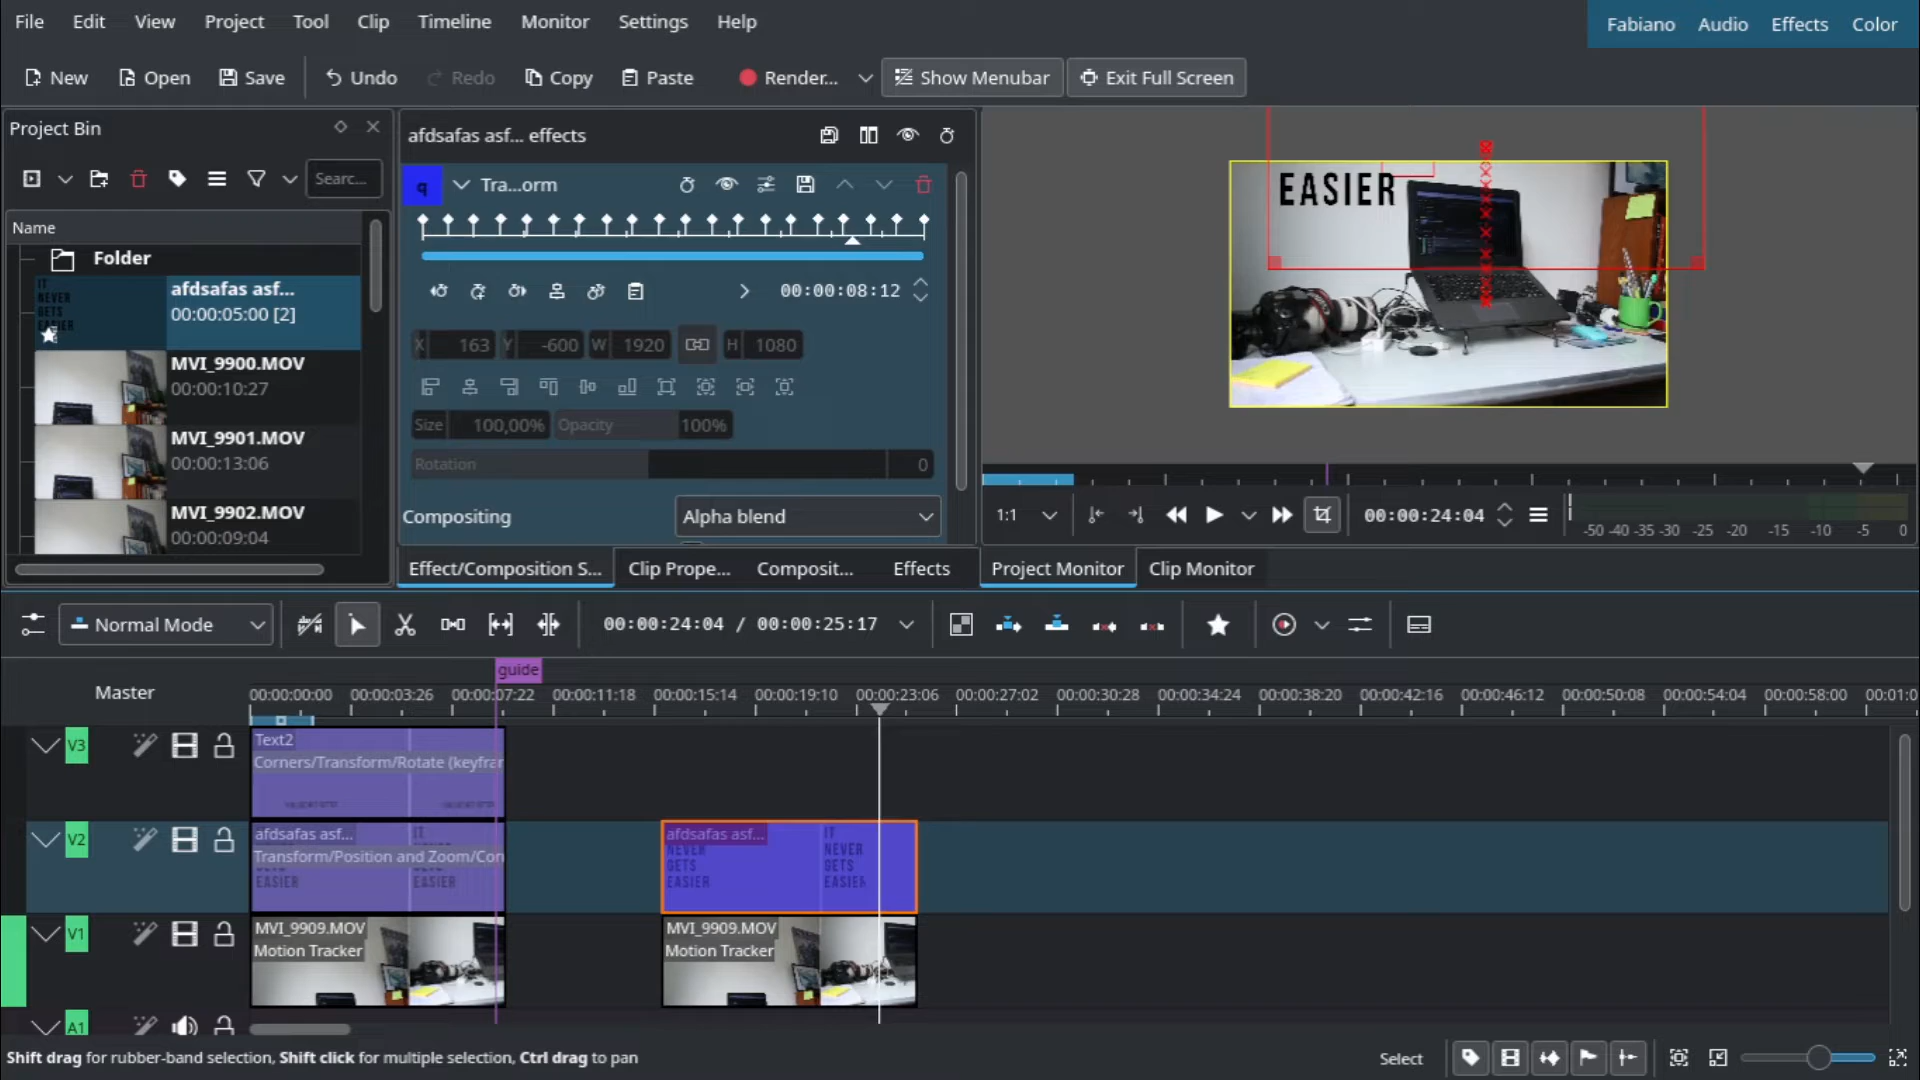 File Edit View Project Tool Clip Timeline Monitor Settings Help
Fabiano Audio Effects Color
New Open Save Undo Redo Copy Paste Render... Show Menubar Exit Full Screen
Project Bin
Searc...
Name
Folder
IT
NEVER
GETS
EASIER
afdsafas asf...
00:00:05:00 [2]
MVI_9900.MOV
00:00:10:27
MVI_9901.MOV
00:00:13:06
MVI_9902.MOV
00:00:09:04
afdsafas asf... effects
q Tra...orm
00:00:08:12
X 163 Y -600 W 1920 H 1080
Size 100,00% Opacity 100%
Rotation 0
Compositing Alpha blend
Effect/Composition S... Clip Prope... Composit... Effects
EASIER
1:1 00:00:24:04
-50 -40 -35 -30 -25 -20 -15 -10 -5 0
Project Monitor Clip Monitor
Normal Mode 00:00:24:04 / 00:00:25:17
guide
Master
00:00:00:00 00:00:03:26 00:00:07:22 00:00:11:18 00:00:15:14 00:00:19:10 00:00:23:06 00:00:27:02 00:00:30:28 00:00:34:24 00:00:38:20 00:00:42:16 00:00:46:12 00:00:50:08 00:00:54:04 00:00:58:00 00:01:0
V3
Text2
Corners/Transform/Rotate (keyfra
V2
afdsafas asf...
Transform/Position and Zoom/Con
IT
GETS
EASIER
EASIER
afdsafas asf...
NEVER
GETS
EASIER
IT
NEVER
GETS
EASIER
V1
MVI_9909.MOV
Motion Tracker
MVI_9909.MOV
Motion Tracker
A1
Shift drag for rubber-band selection, Shift click for multiple selection, Ctrl drag to pan
Select